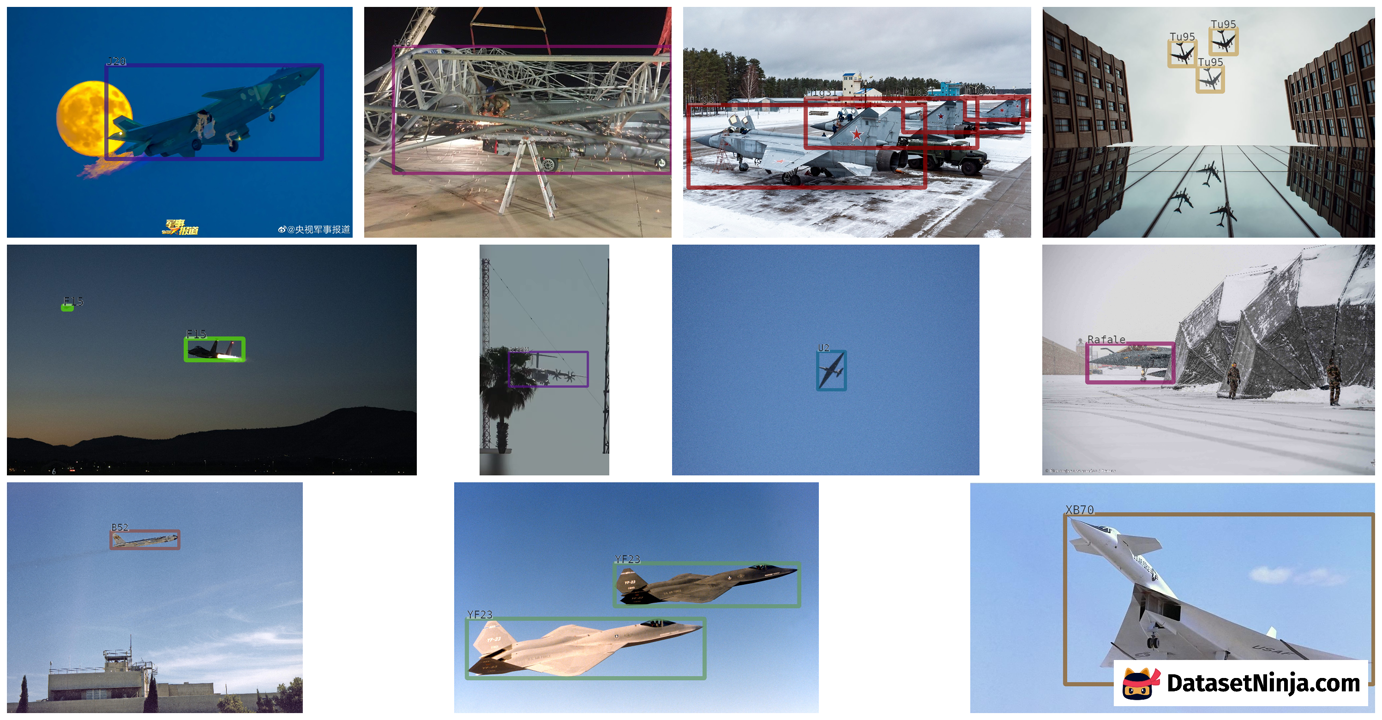 J20
军事
报道
@央视军事报道
Tu95
Tu95
Tu95
F15
F15
U2
Rafale
B52
YF23
YF23
XB70
USAF
DatasetNinja.com